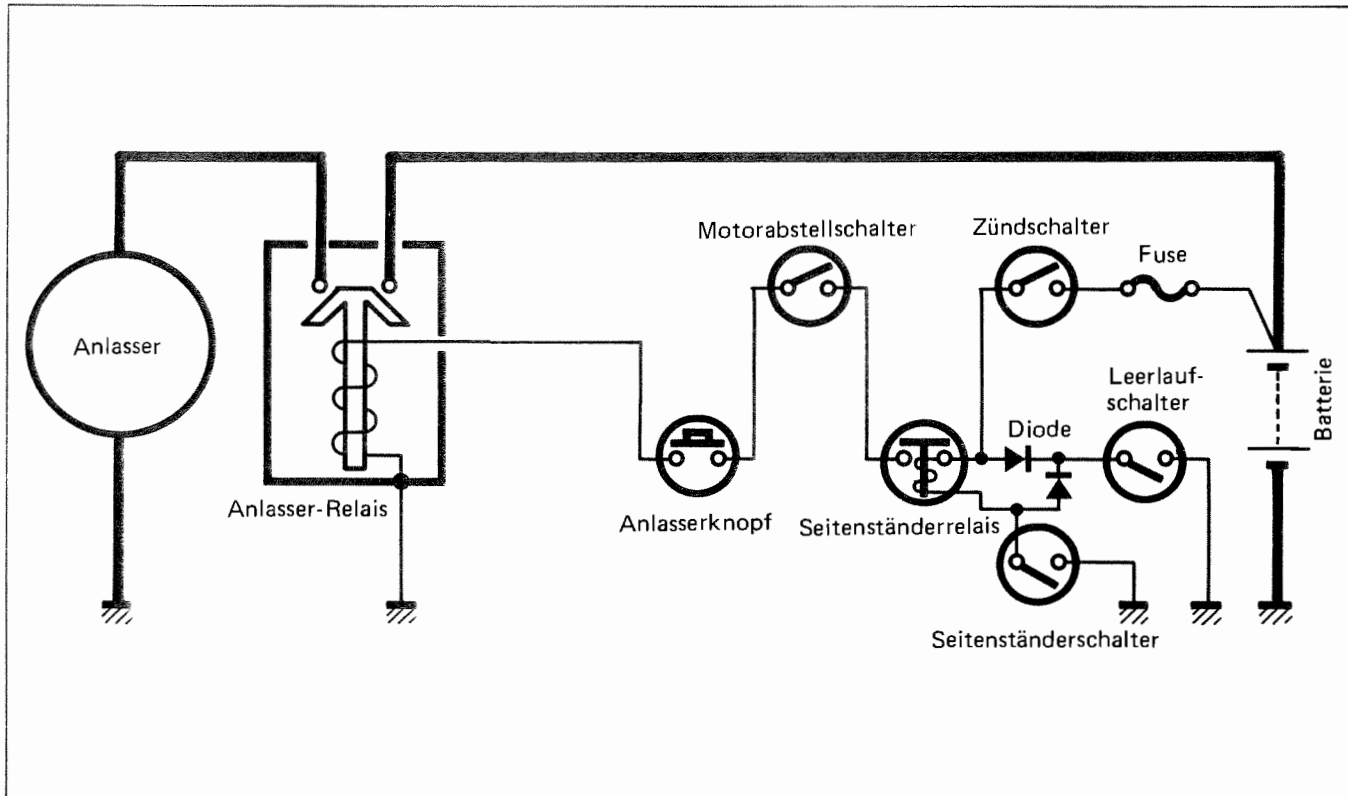 Motorabstellschalter
Zündschalter
Fuse
Anlasser
Leerlauf-
schalter
Batterie
Diode
Anlasser-Relais
Anlasserknopf
Seitenständerrelais
Seitenständerschalter